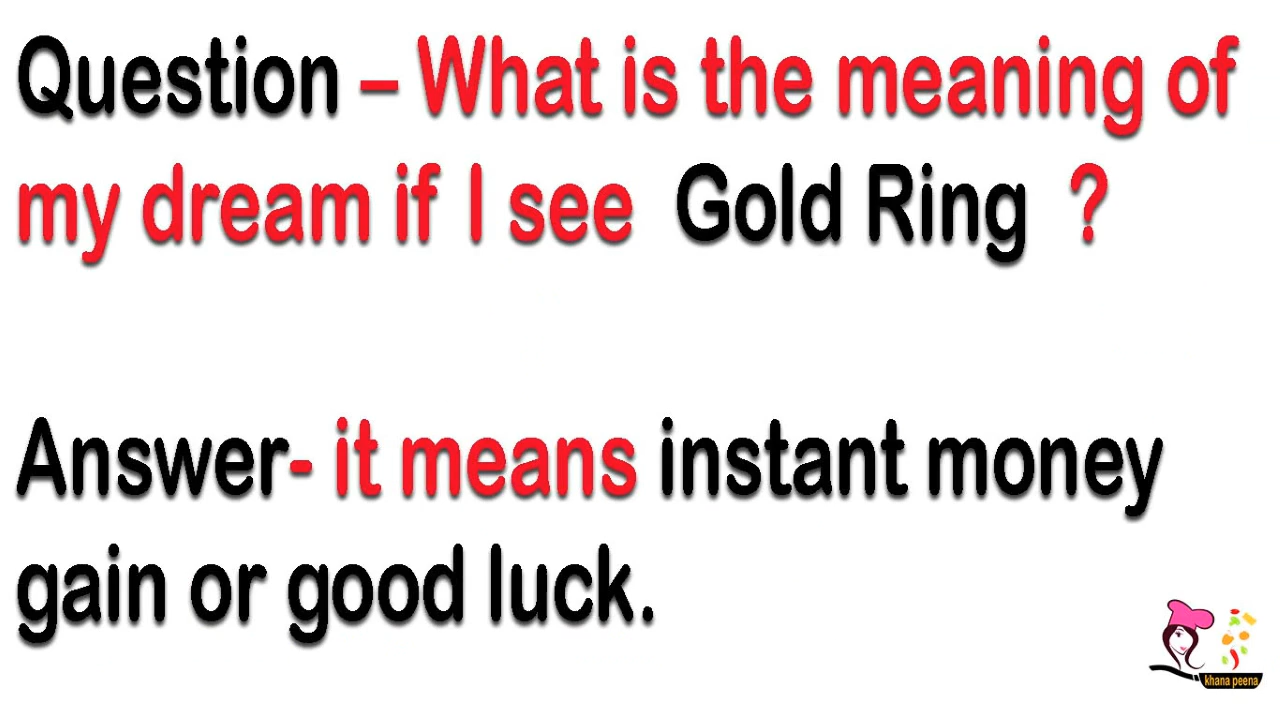 Question – What is the meaning of
my dream if I see Gold Ring ?
Answer- it means instant money
gain or good luck.
khana peena